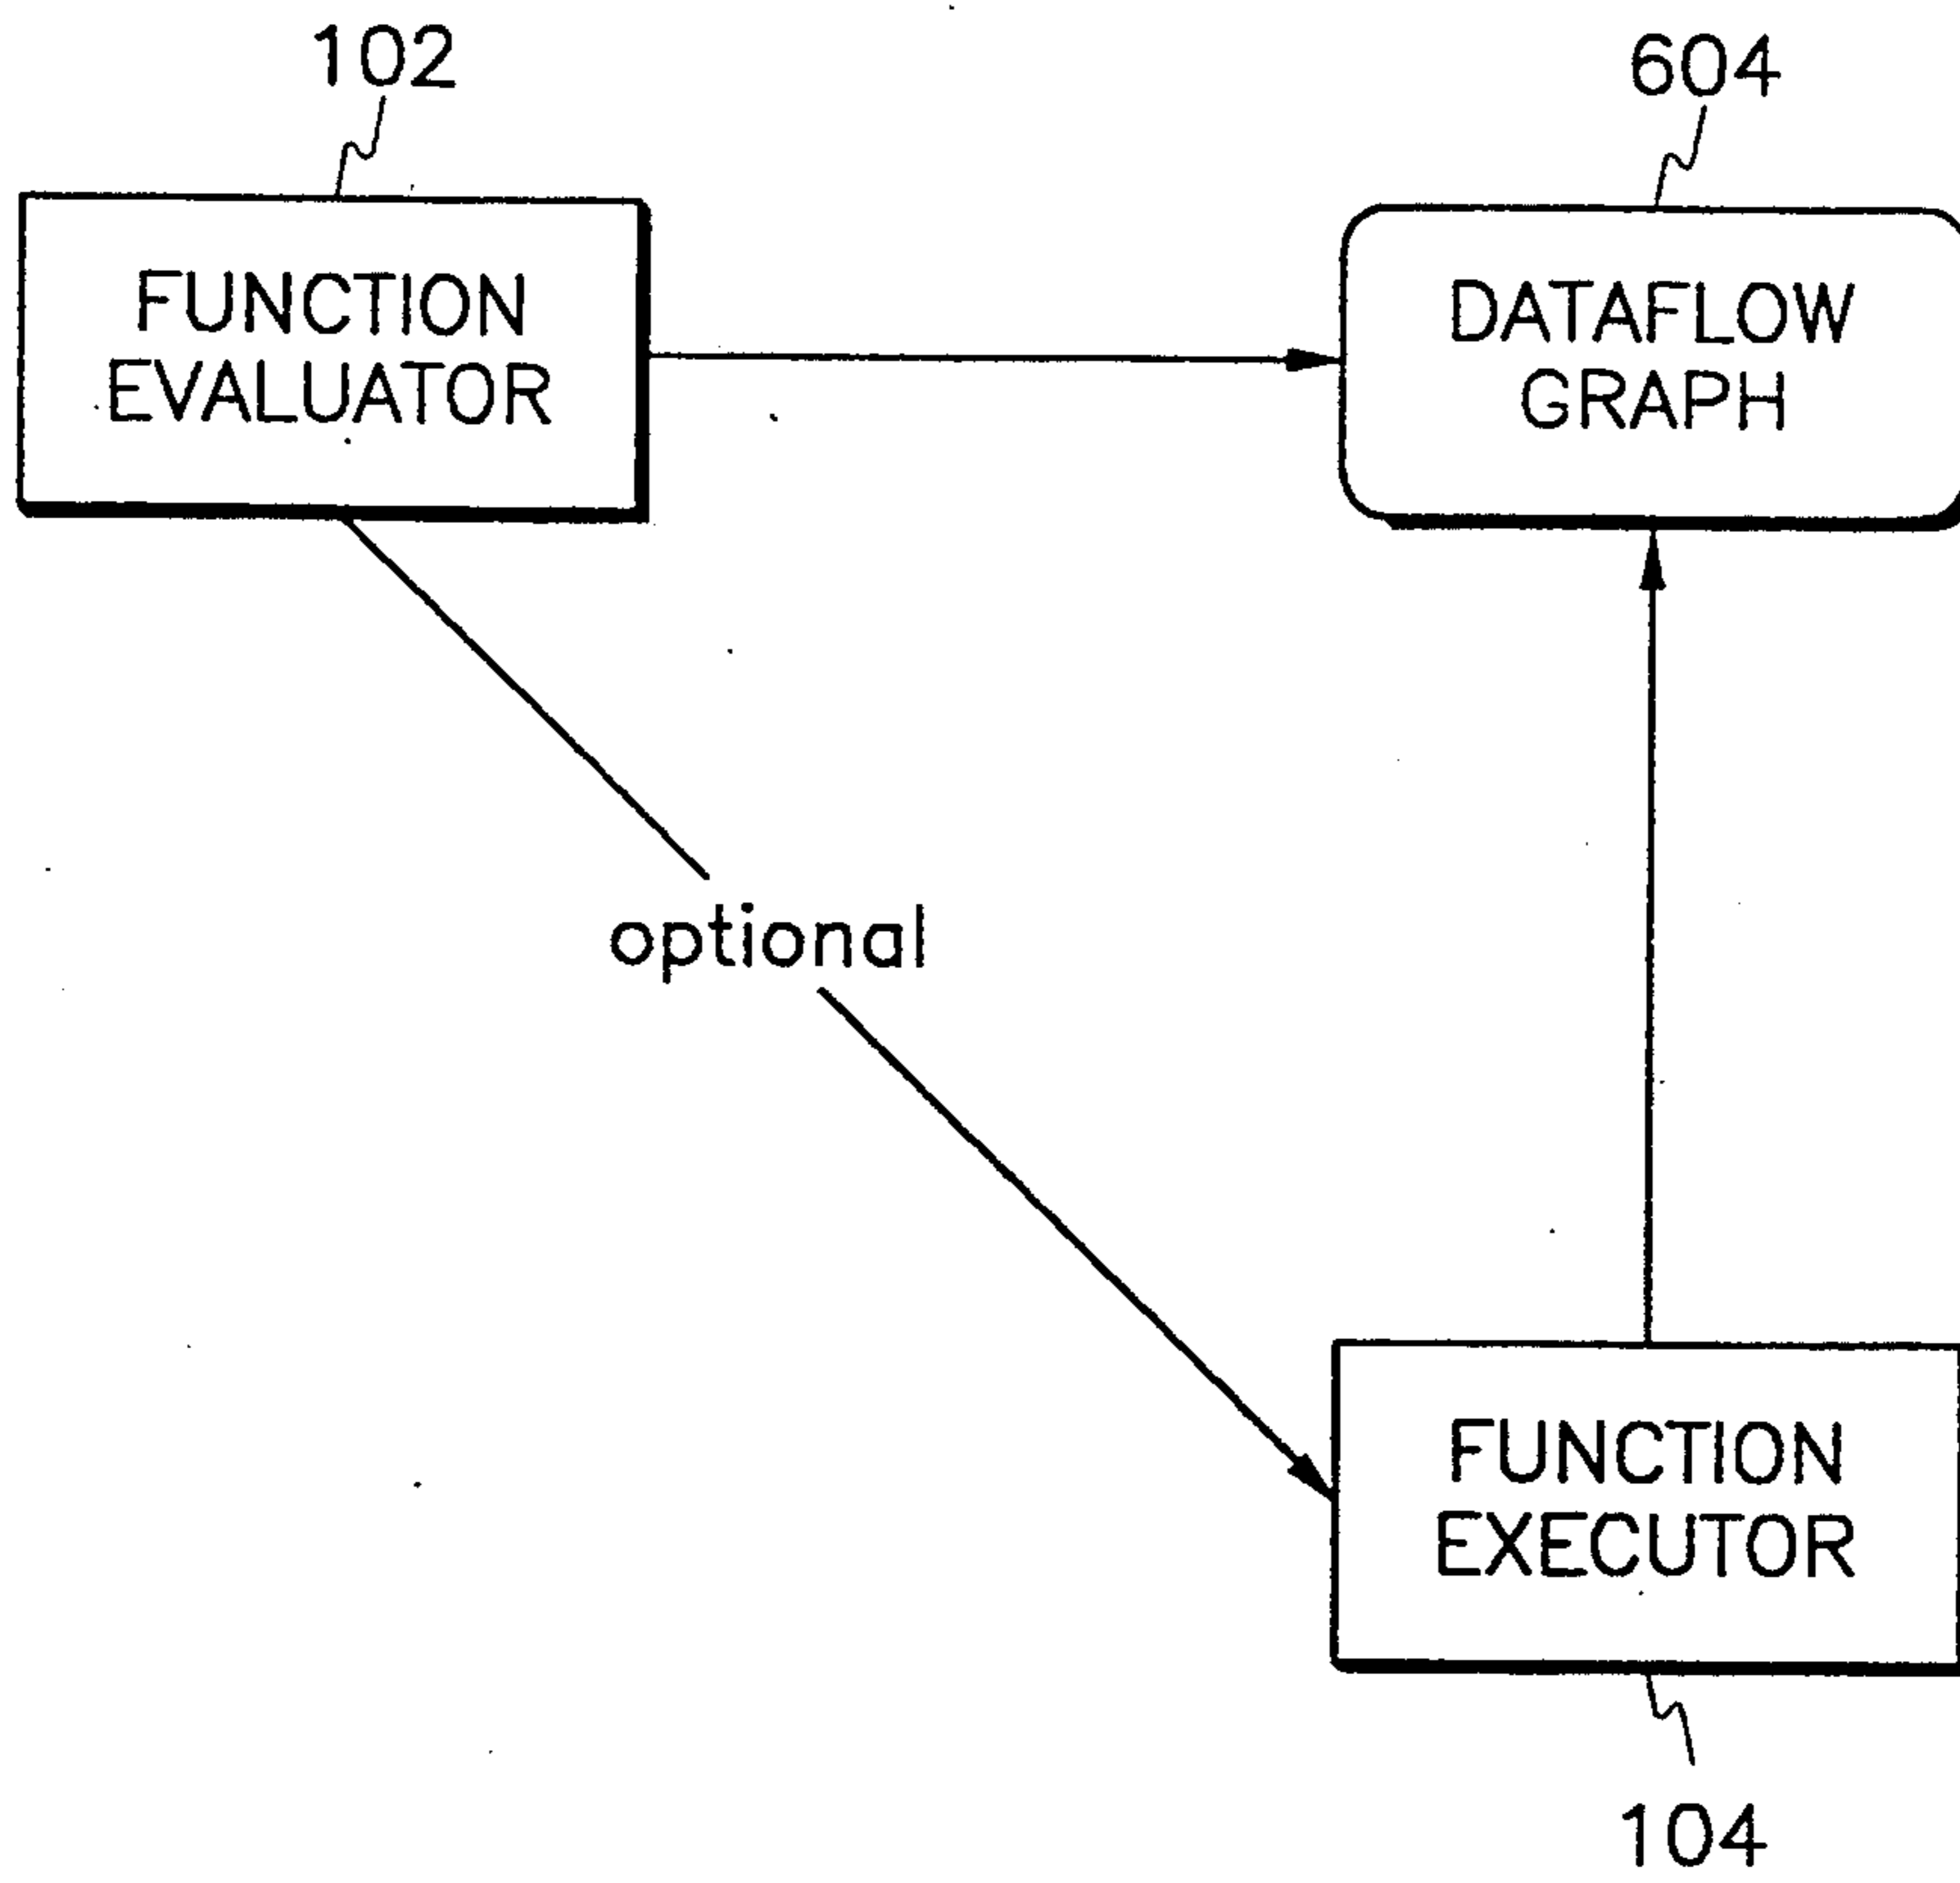 102
604
FUNCTION
EVALUATOR
DATAFLOW
GRAPH
optional
FUNCTION
EXECUTOR
104